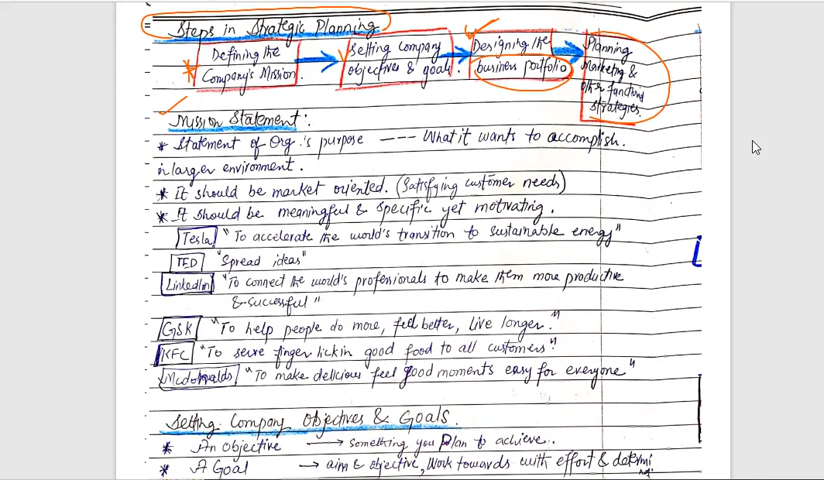 Steps in Strategic Planning
Defining the
Company's Mission.
Setting company
objectives & goals.
Designing the
business portfolio
Planning
Marketing &
other functional
strategies.
Mission Statement:
* Statement of Org.'s purpose ---- What it wants to accomplish.
in larger environment.
* It should be market oriented. (Satisfying customer needs)
* It should be meaningful & specific yet motivating.
Tesla "To accelerate the world's transition to sustainable energy"
TED "Spread ideas"
LinkedIn "To connect the world's professionals to make them more productive
& successful"
GSK "To help people do more, feel better, live longer."
KFC "To serve finger lickin good food to all customers"
Mcdonalds "To make delicious feel good moments easy for everyone"
Setting Company Objectives & Goals.
* An Objective → something you plan to achieve..
* A Goal → aim & objective, work towards with effort & determi